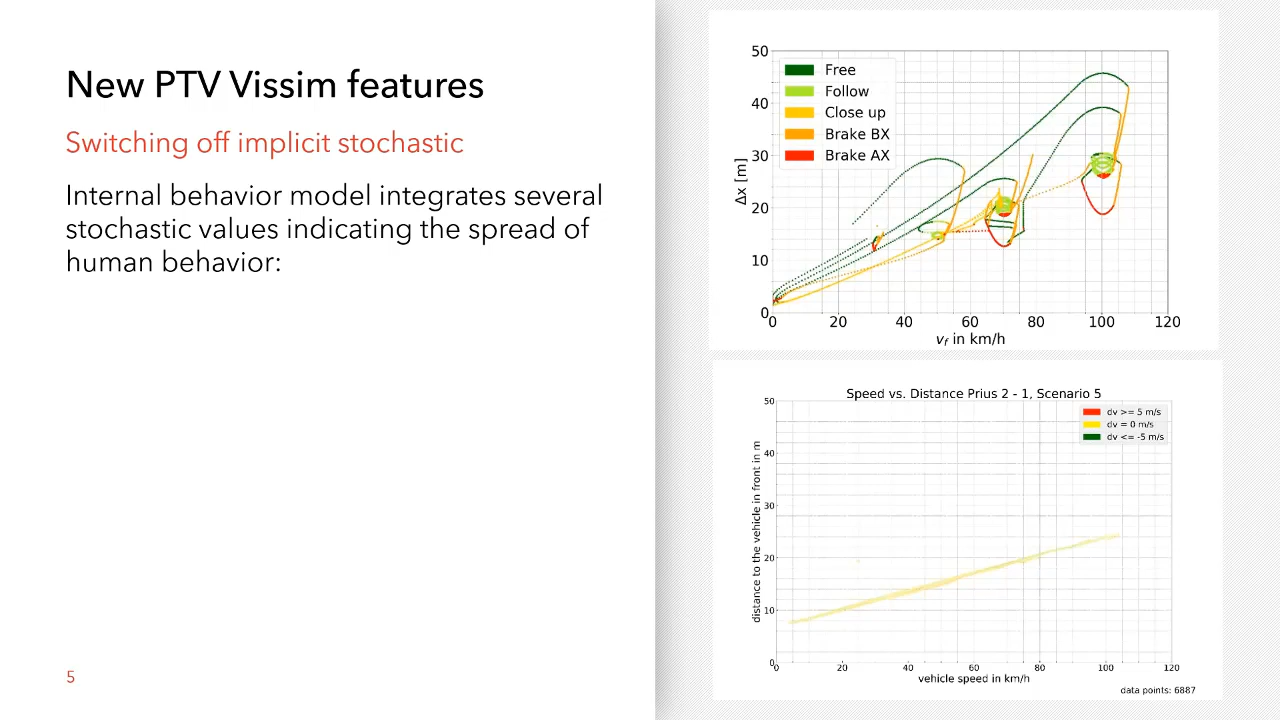 New PTV Vissim features
Switching off implicit stochastic
Internal behavior model integrates several
stochastic values indicating the spread of
human behavior:
5
50
40
30
20
10
0
Δx [m]
Free
Follow
Close up
Brake BX
Brake AX
0 20 40 60 80 100 120
vf in km/h
Speed vs. Distance Prius 2 - 1, Scenario 5
50
40
30
20
10
0
distance to the vehicle in front in m
dv >= 5 m/s
dv = 0 m/s
dv <= -5 m/s
0 20 40 60 80 100 120
vehicle speed in km/h
data points: 6887